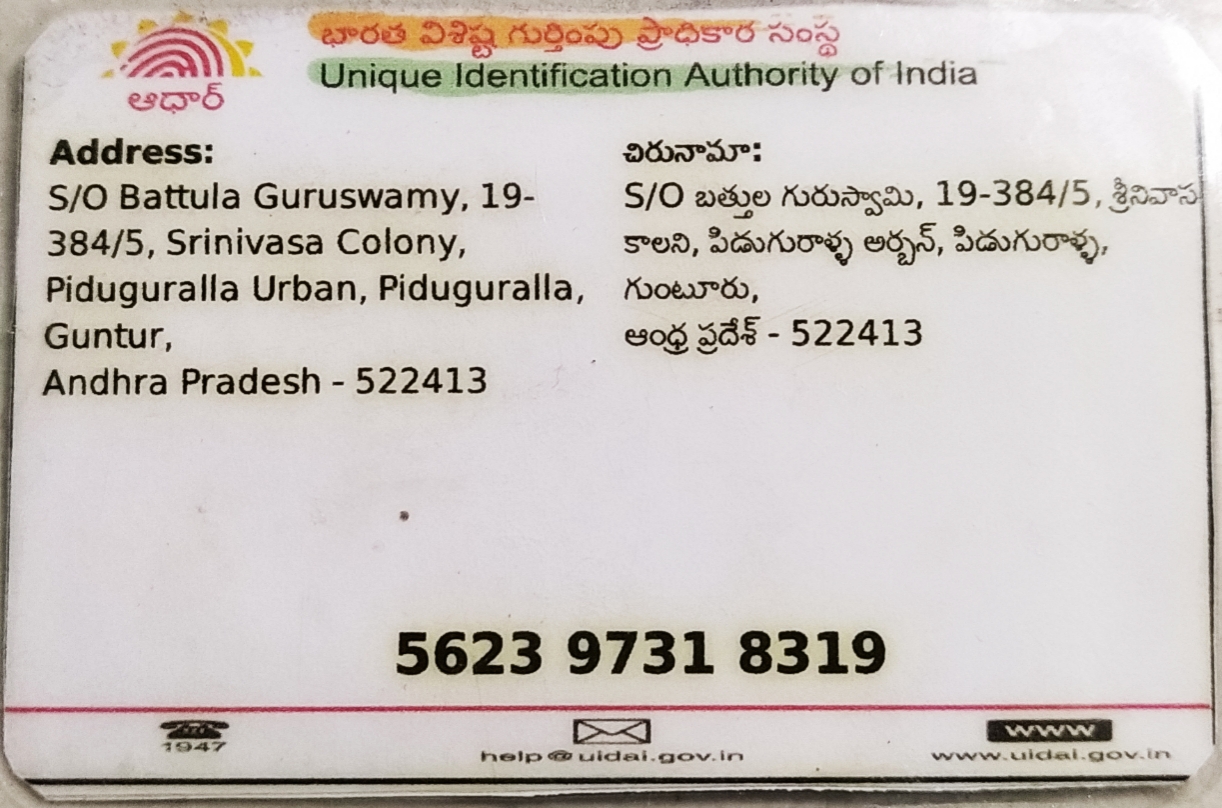 భారత విశిష్ట గుర్తింపు ప్రాధికార సంస్థ
Unique Identification Authority of India
ఆధార్
Address:
S/O Battula Guruswamy, 19-
384/5, Srinivasa Colony,
Piduguralla Urban, Piduguralla,
Guntur,
Andhra Pradesh - 522413
చిరునామా:
S/O బత్తుల గురుస్వామి, 19-384/5, శ్రీనివాస
కాలని, పిడుగురాళ్ళ అర్బన్, పిడుగురాళ్ళ,
గుంటూరు,
ఆంధ్ర ప్రదేశ్ - 522413
5623 9731 8319
1947
help@uidai.gov.in
WWW
www.uidai.gov.in